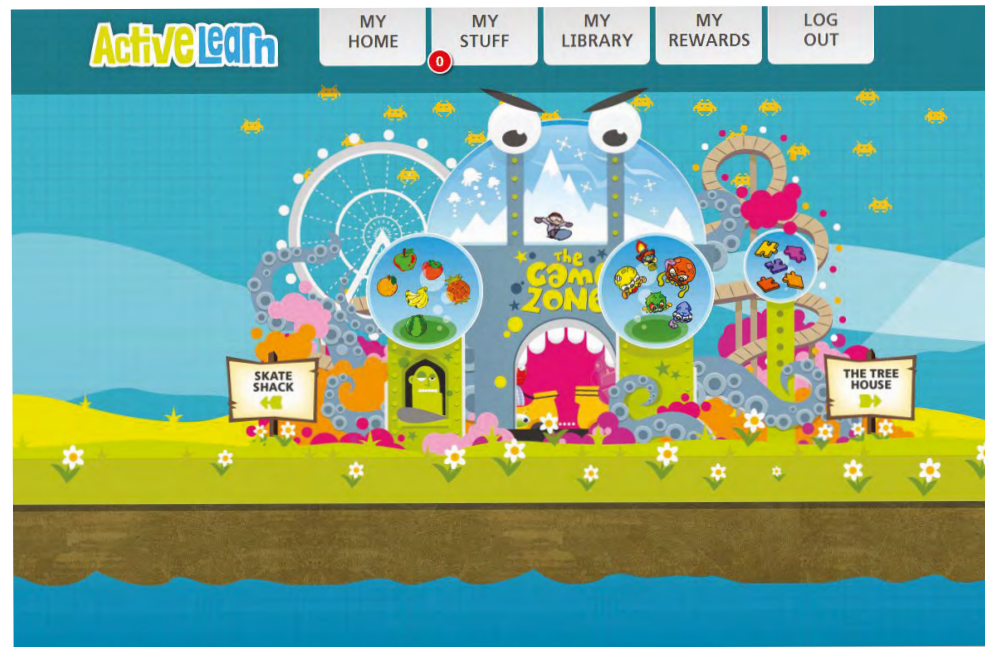 ActiveLearn
MY
HOME
MY
STUFF
0
MY
LIBRARY
MY
REWARDS
LOG
OUT
The
Game
ZONE
SKATE
SHACK
THE TREE
HOUSE